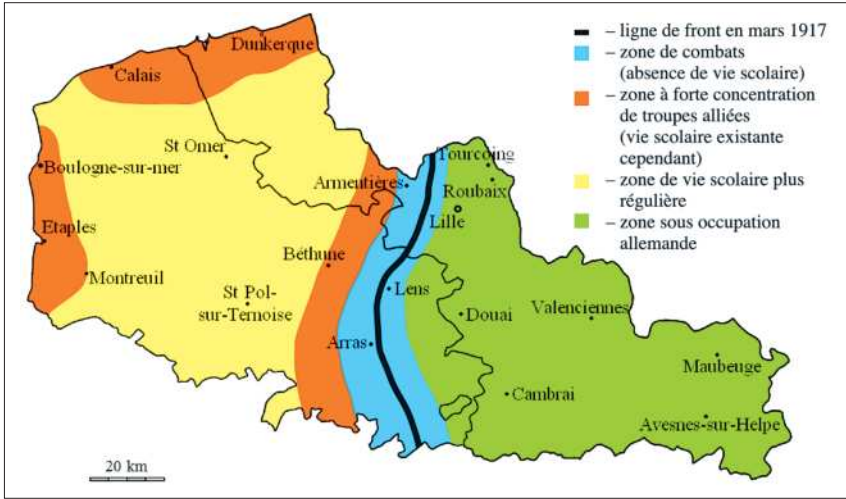 – ligne de front en mars 1917
– zone de combats
(absence de vie scolaire)
– zone à forte concentration
de troupes alliées
(vie scolaire existante
cependant)
– zone de vie scolaire plus
régulière
– zone sous occupation
allemande
Dunkerque
Calais
St Omer
Tourcoing
Boulogne-sur-mer
Armentières
Roubaix
Lille
Etaples
Béthune
Montreuil
Lens
St Pol-
sur-Ternoise
Douai
Valenciennes
Arras
Maubeuge
Cambrai
Avesnes-sur-Helpe
20 km